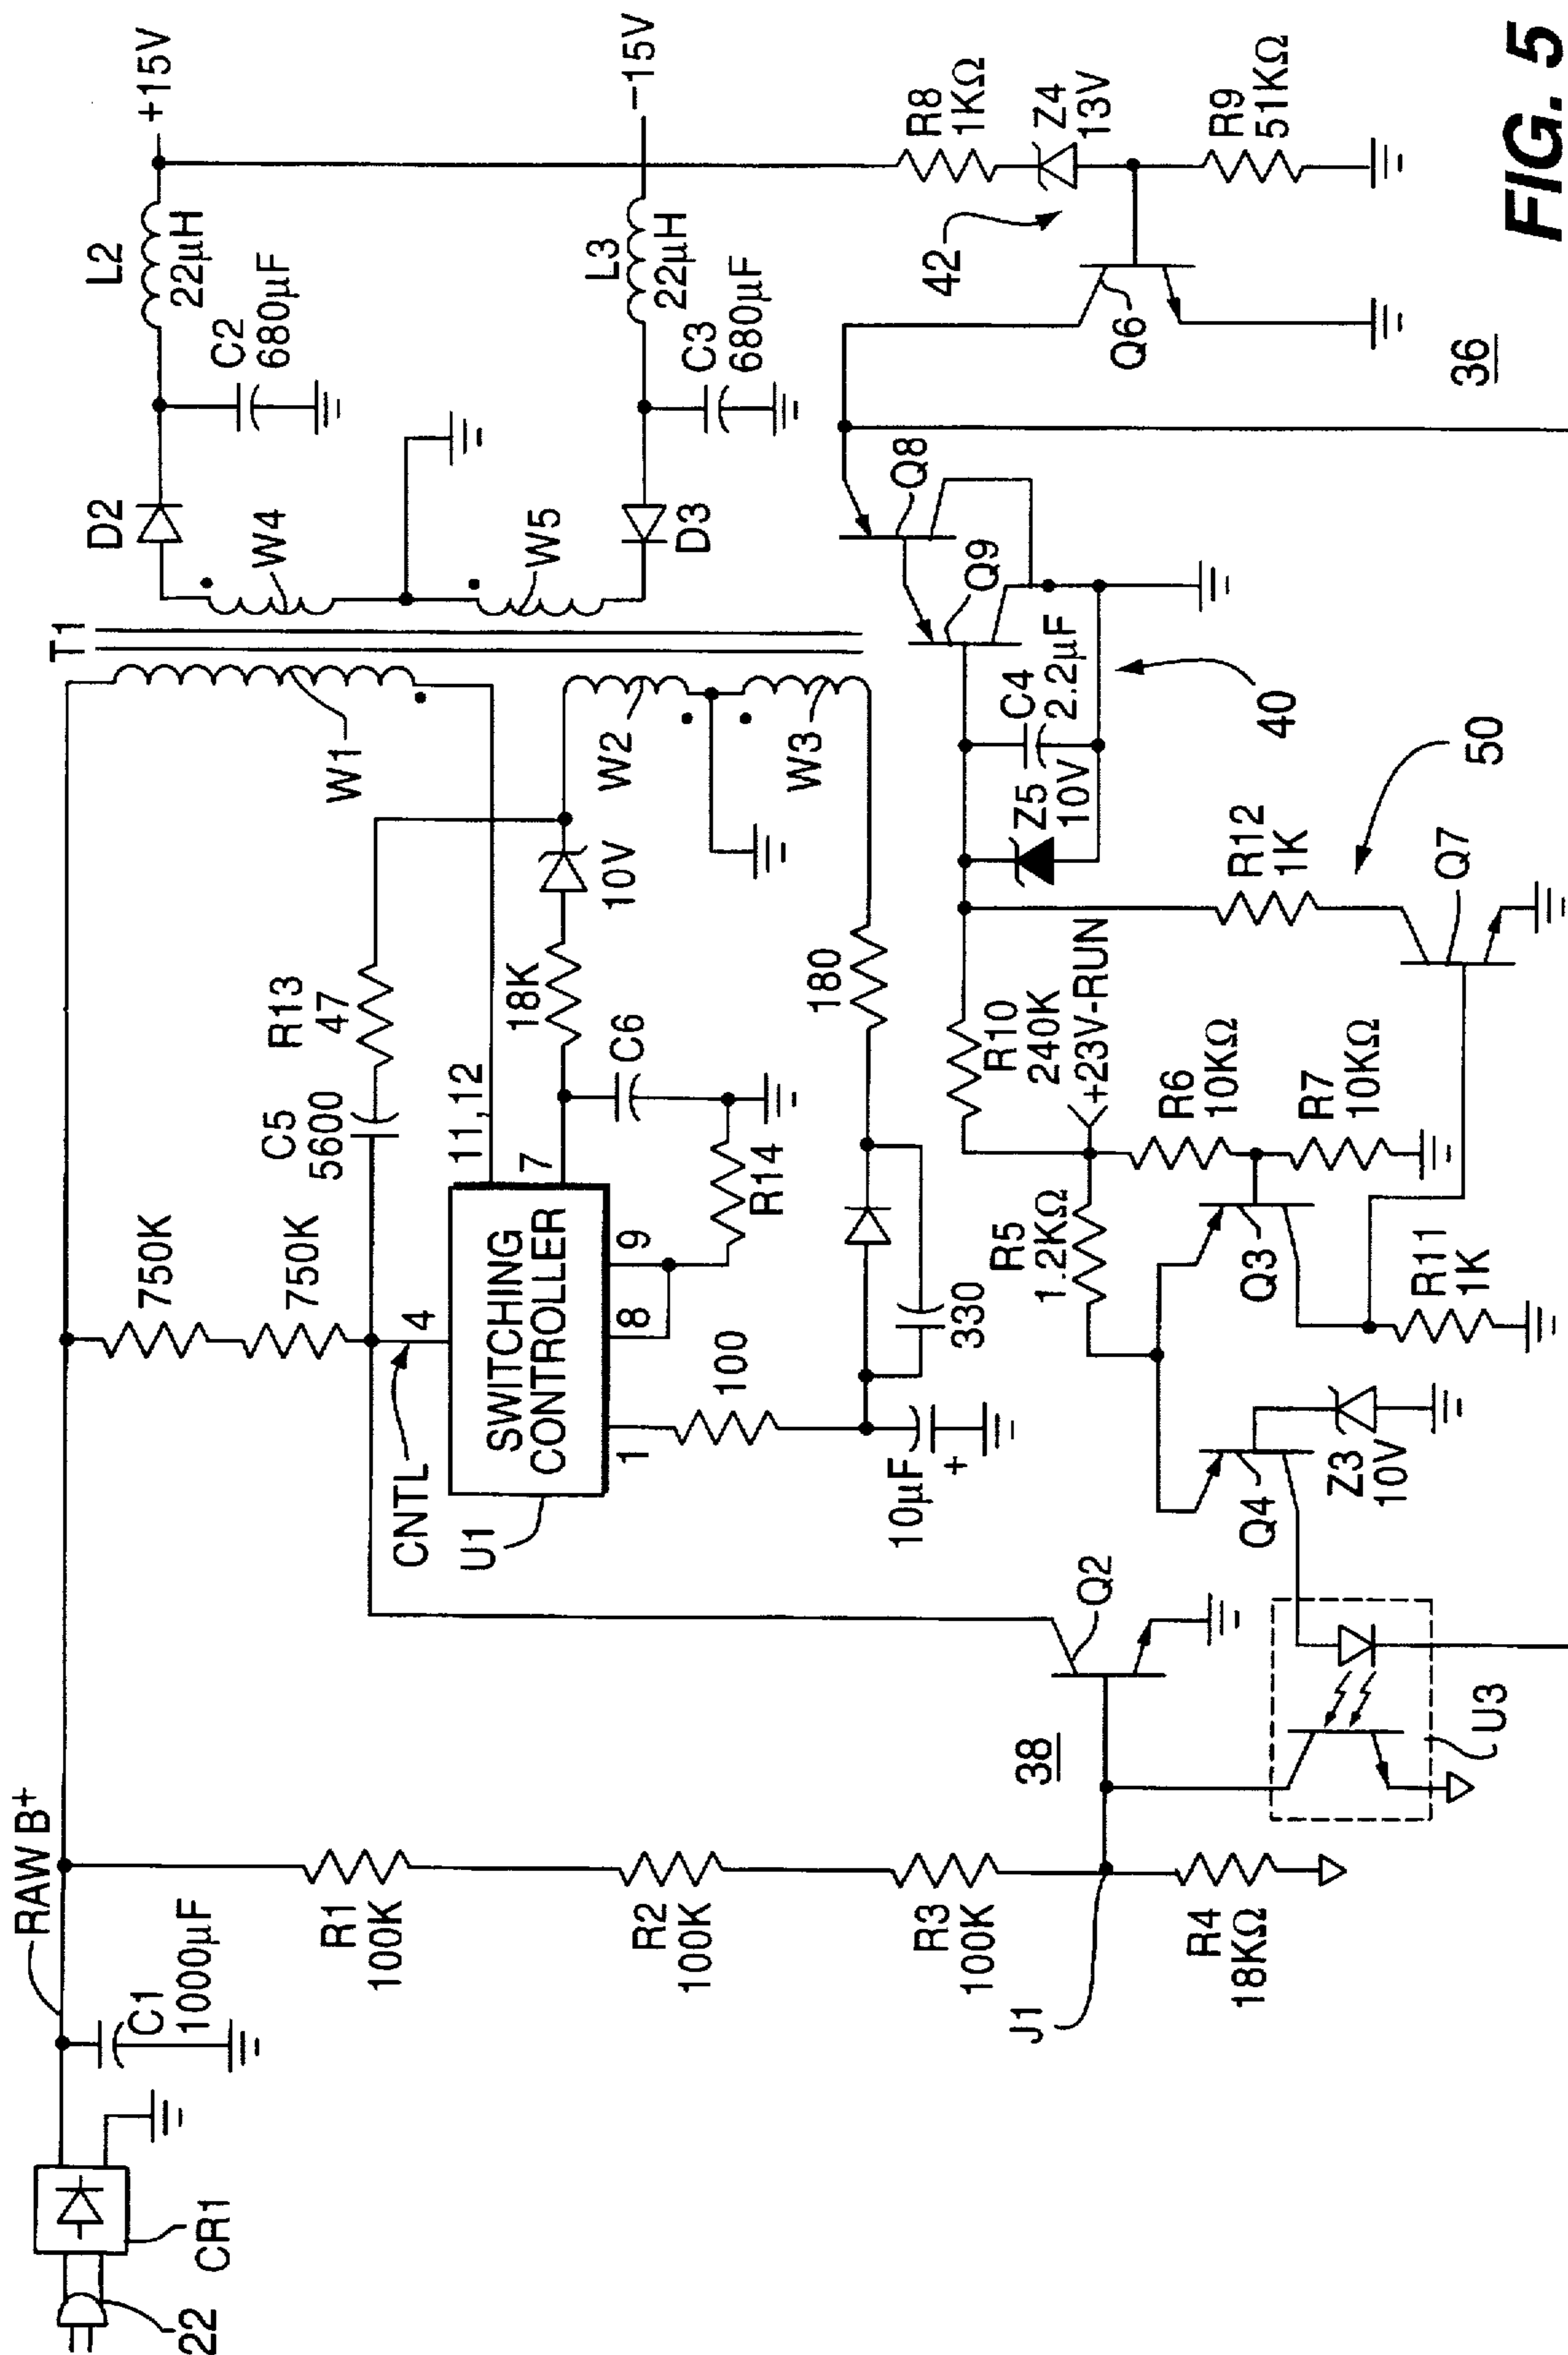 22
CR1
C1
1000µF
RAW B+
R1
100K
R2
100K
R3
100K
J1
R4
18KΩ
38
Q2
U3
750K
750K
CNTL
4
U1
SWITCHING
CONTROLLER
11,12
7
9
8
1
C5
5600
R13
47
18K
10V
C6
R14
100
10µF
+
330
180
T1
W1
W2
W3
W4
W5
D2
D3
L2
22µH
C2
680µF
L3
22µH
C3
680µF
+15V
−15V
R8
1KΩ
Z4
13V
R9
51KΩ
42
Q6
36
Q8
Q9
C4
2.2µF
Z5
10V
40
50
R12
1K
Q7
R10
240K
+23V-RUN
R5
1.2KΩ
R6
10KΩ
R7
10KΩ
Q3
R11
1K
Q4
Z3
10V
FIG. 5